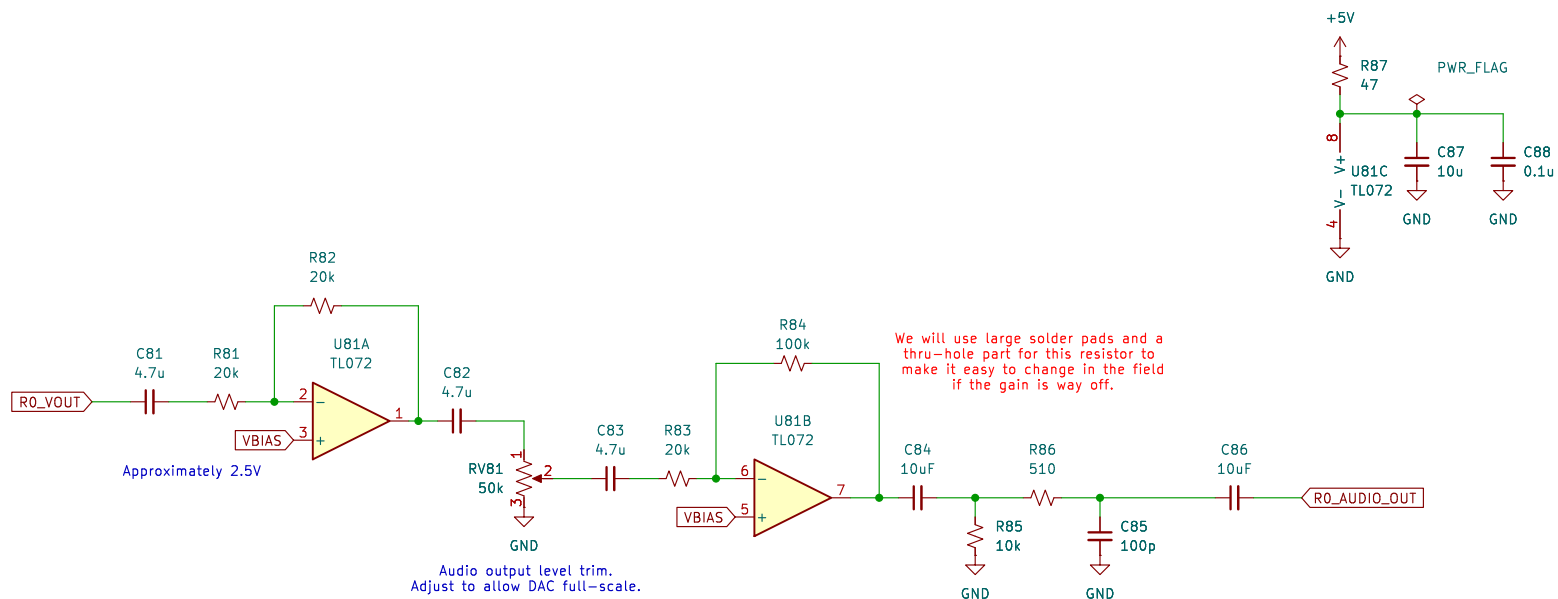 +5V
R87
47
PWR_FLAG
8
V+
U81C
TL072
V-
4
GND
C87
10u
GND
C88
0.1u
GND
R82
20k
C81
4.7u
R81
20k
U81A
TL072
C82
4.7u
R0_VOUT
2
-
1
VBIAS
3
+
Approximately 2.5V
1
RV81
50k
2
3
GND
Audio output level trim.
Adjust to allow DAC full-scale.
C83
4.7u
R83
20k
R84
100k
U81B
TL072
6
-
7
VBIAS
5
+
We will use large solder pads and a
thru-hole part for this resistor to
make it easy to change in the field
if the gain is way off.
C84
10uF
R86
510
C86
10uF
R0_AUDIO_OUT
R85
10k
GND
C85
100p
GND